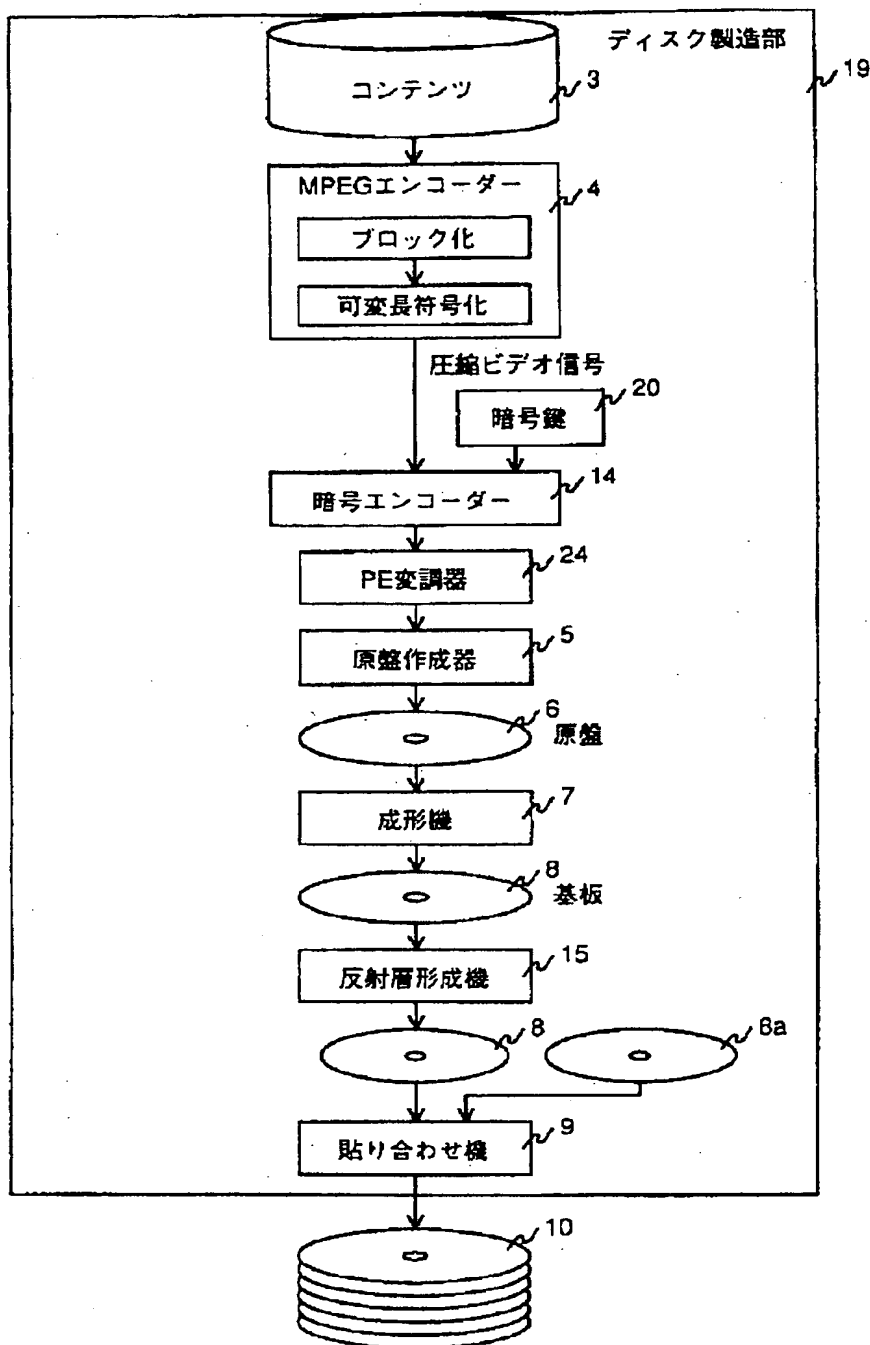 ディスク製造部
19
コンテンツ
3
MPEGエンコーダー
4
ブロック化
可変長符号化
圧縮ビデオ信号
20
暗号鍵
暗号エンコーダー
14
PE変調器
24
原盤作成器
5
6
原盤
成形機
7
8
基板
反射層形成機
15
8
8a
貼り合わせ機
9
10